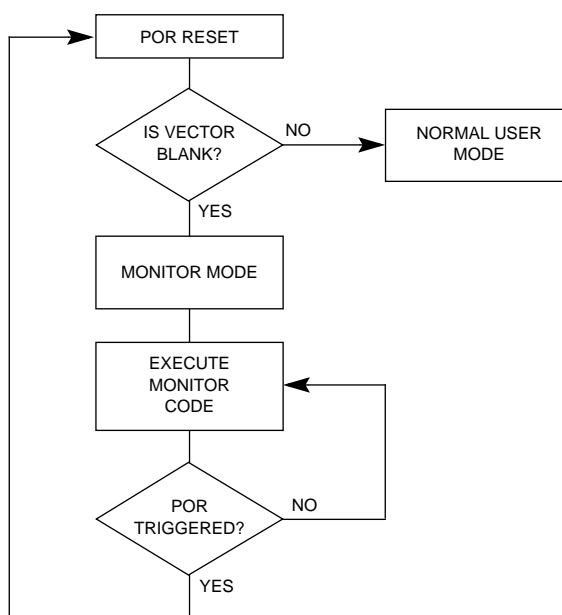 POR RESET
IS VECTOR
BLANK?
NO
NORMAL USER
MODE
YES
MONITOR MODE
EXECUTE
MONITOR
CODE
POR
TRIGGERED?
NO
YES